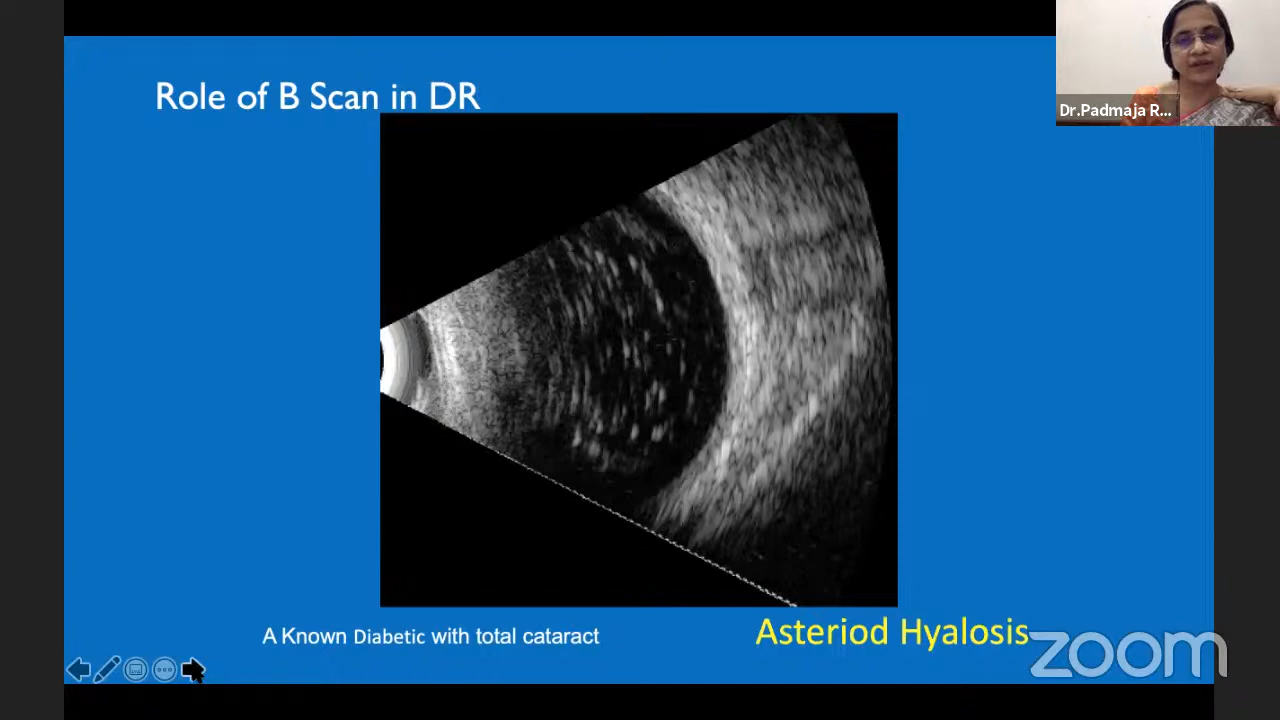 Role of B Scan in DR
Dr.Padmaja R...
A Known Diabetic with total cataract
Asteriod Hyalosis
zoom